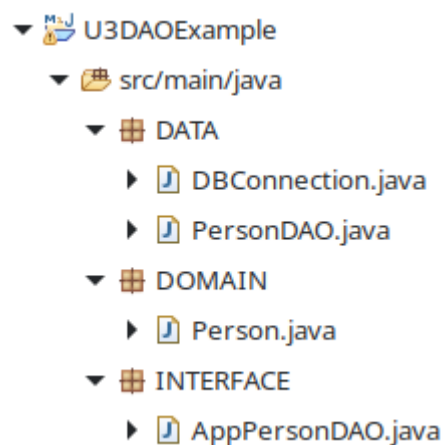 U3DAOExample
src/main/java
DATA
DBConnection.java
PersonDAO.java
DOMAIN
Person.java
INTERFACE
AppPersonDAO.java